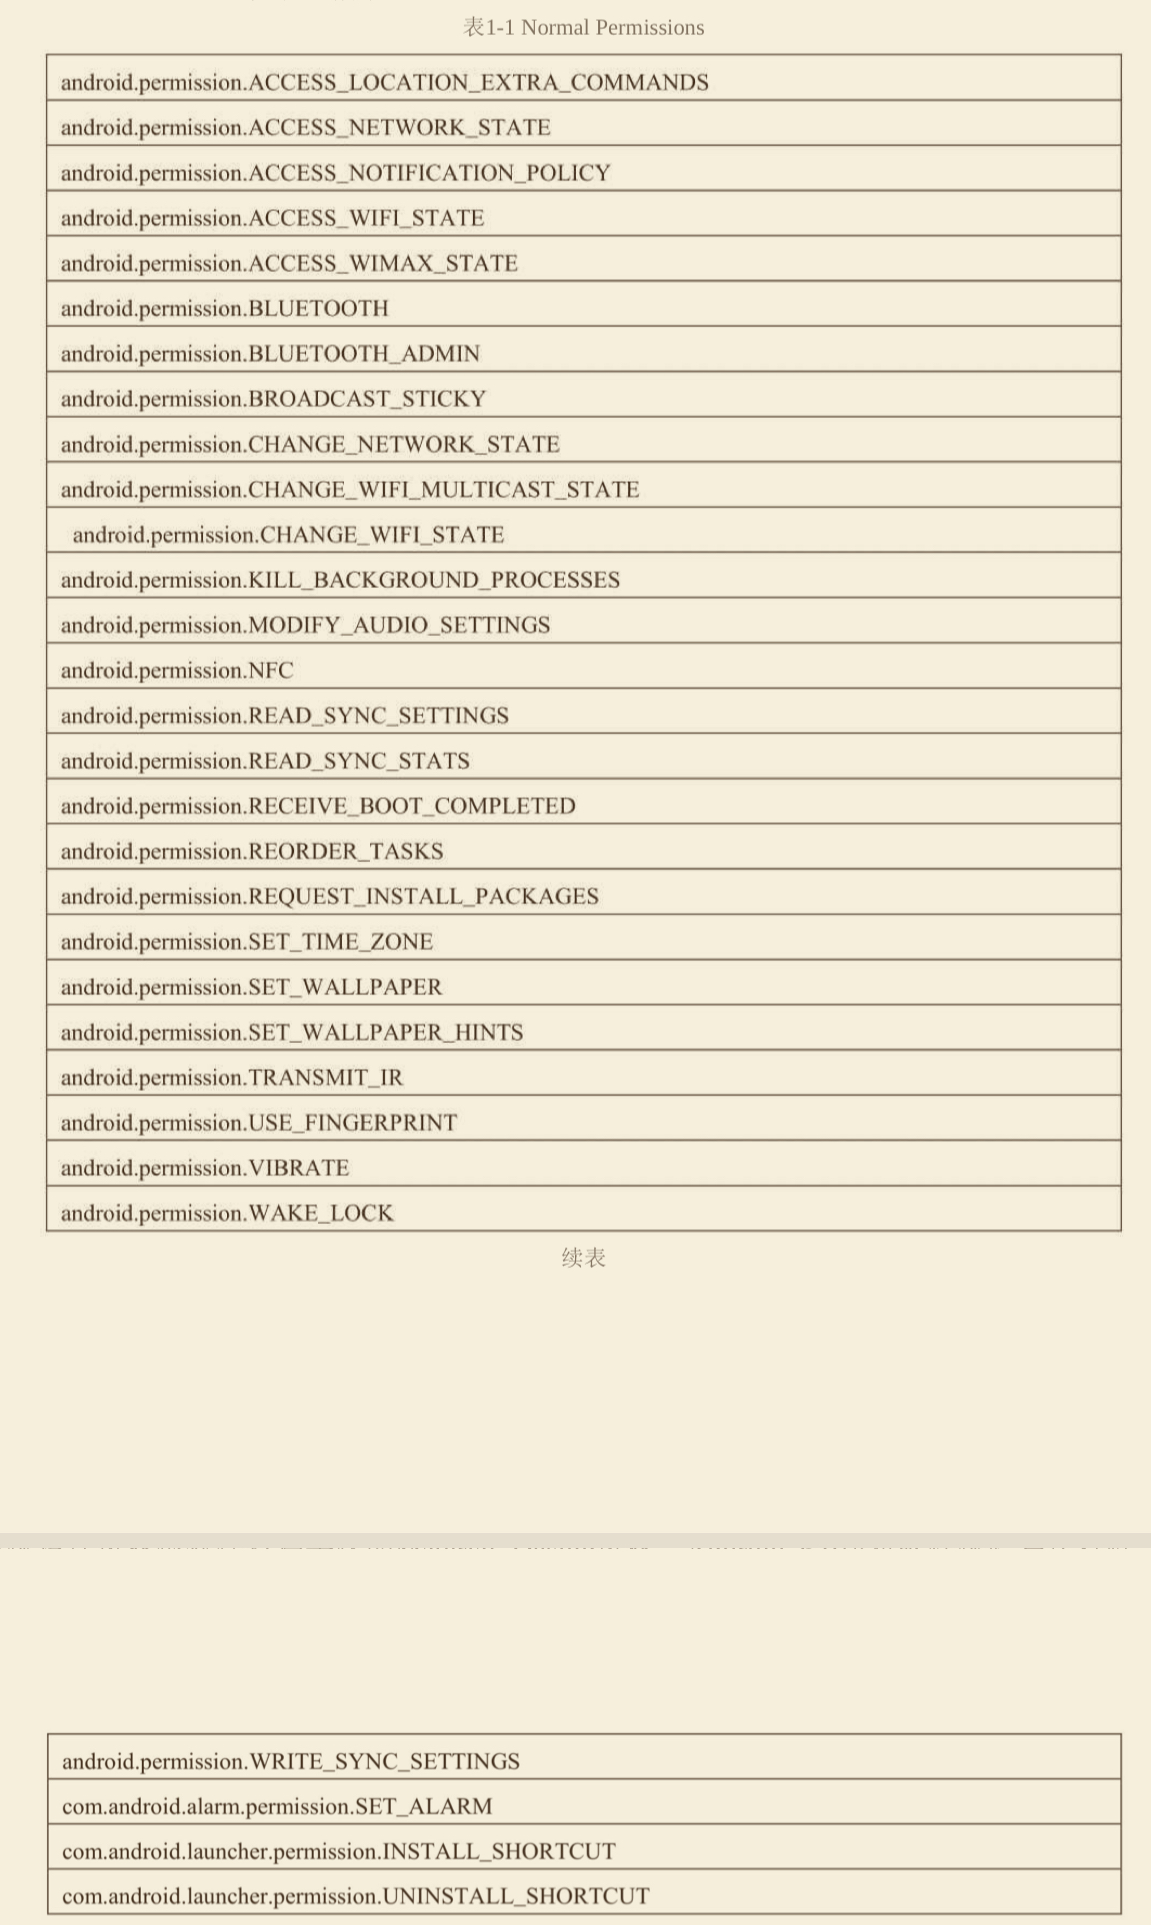 表1-1 Normal Permissions
android.permission.ACCESS_LOCATION_EXTRA_COMMANDS
android.permission.ACCESS_NETWORK_STATE
android.permission.ACCESS_NOTIFICATION_POLICY
android.permission.ACCESS_WIFI_STATE
android.permission.ACCESS_WIMAX_STATE
android.permission.BLUETOOTH
android.permission.BLUETOOTH_ADMIN
android.permission.BROADCAST_STICKY
android.permission.CHANGE_NETWORK_STATE
android.permission.CHANGE_WIFI_MULTICAST_STATE
android.permission.CHANGE_WIFI_STATE
android.permission.KILL_BACKGROUND_PROCESSES
android.permission.MODIFY_AUDIO_SETTINGS
android.permission.NFC
android.permission.READ_SYNC_SETTINGS
android.permission.READ_SYNC_STATS
android.permission.RECEIVE_BOOT_COMPLETED
android.permission.REORDER_TASKS
android.permission.REQUEST_INSTALL_PACKAGES
android.permission.SET_TIME_ZONE
android.permission.SET_WALLPAPER
android.permission.SET_WALLPAPER_HINTS
android.permission.TRANSMIT_IR
android.permission.USE_FINGERPRINT
android.permission.VIBRATE
android.permission.WAKE_LOCK
续表
android.permission.WRITE_SYNC_SETTINGS
com.android.alarm.permission.SET_ALARM
com.android.launcher.permission.INSTALL_SHORTCUT
com.android.launcher.permission.UNINSTALL_SHORTCUT